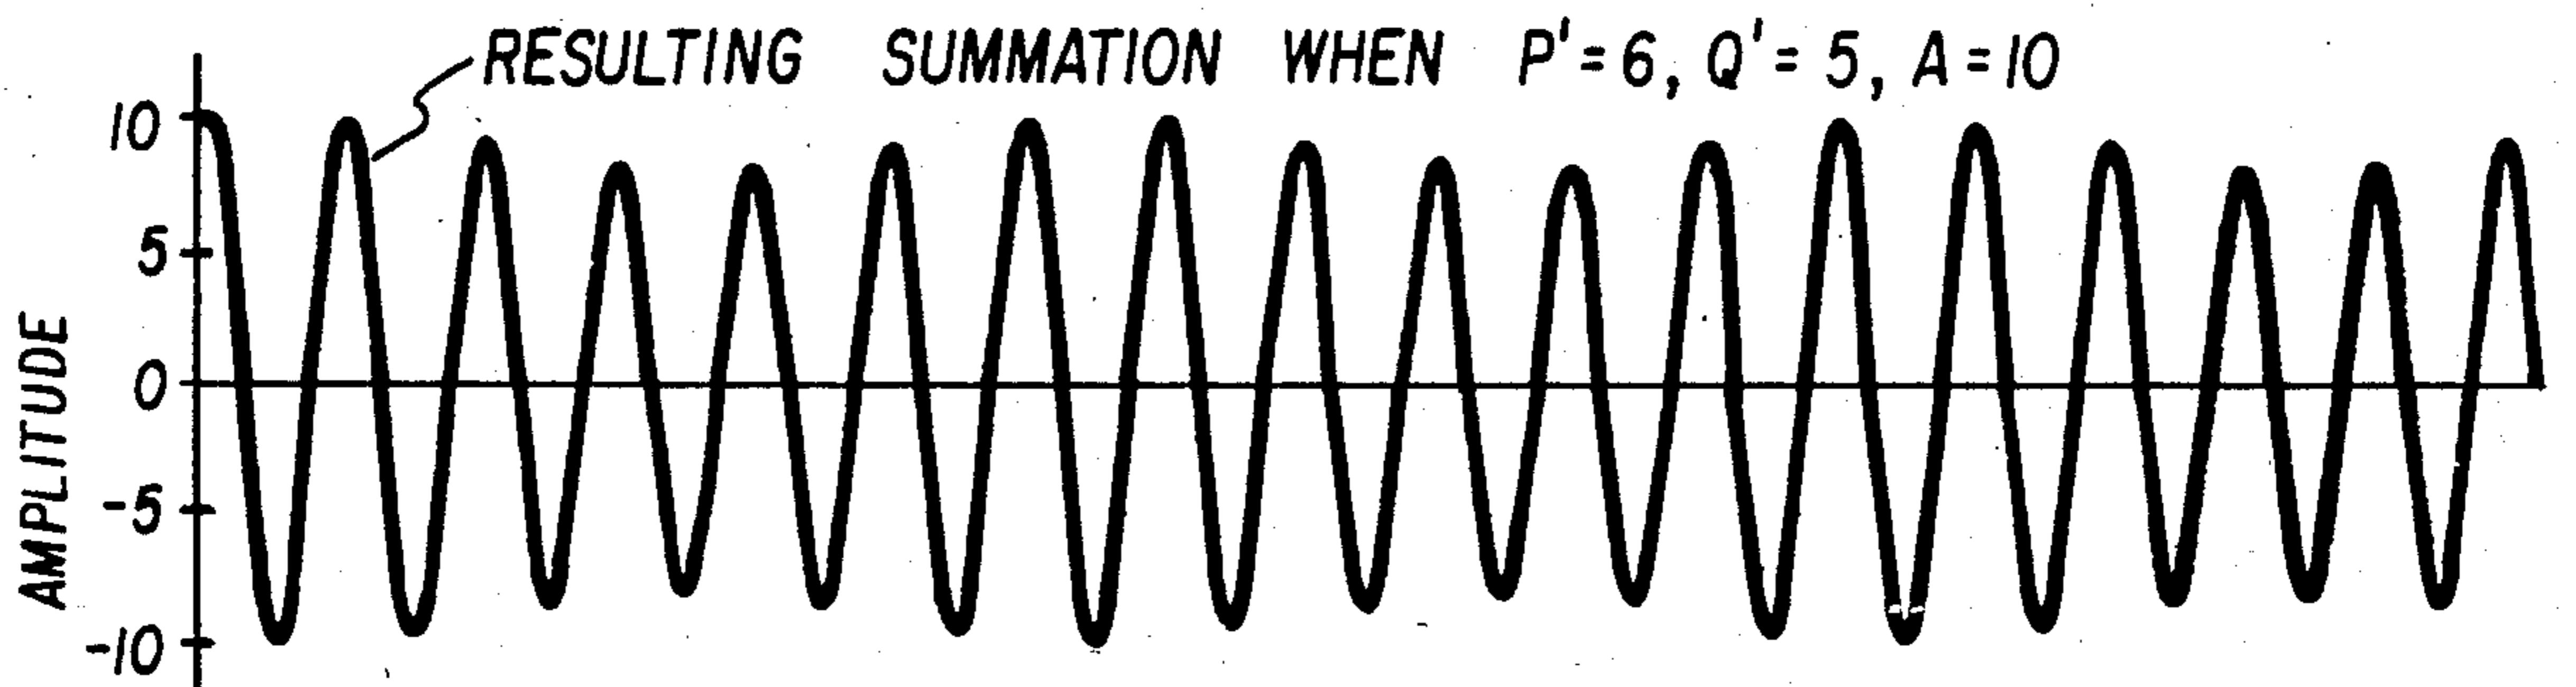 RESULTING SUMMATION WHEN P'=6, Q'=5, A=10
10
5
0
-5
-10
AMPLITUDE